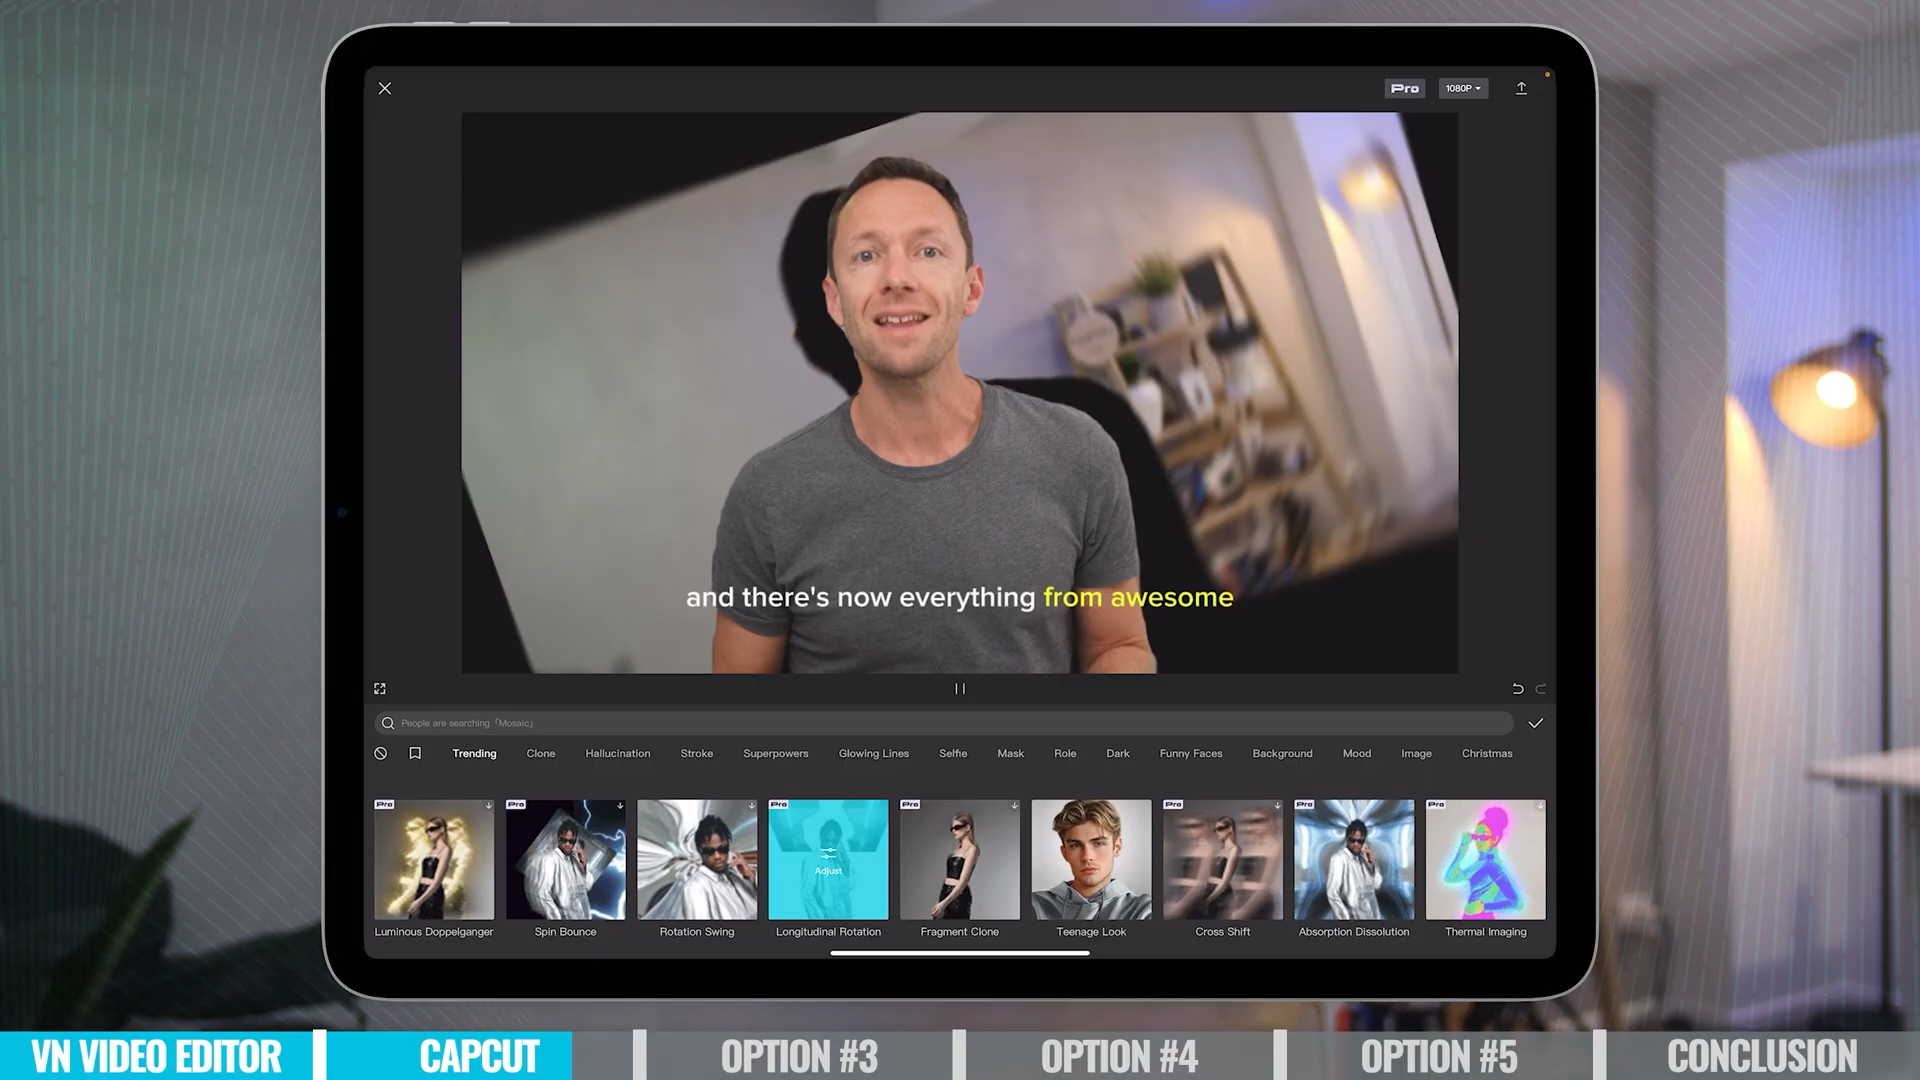 Pro 1080P
and there's now everything from awesome
People are searching「Mosaic」
Trending Clone Hallucination Stroke Superpowers Glowing Lines Selfie Mask Role Dark Funny Faces Background Mood Image Christmas
Pro Pro Pro Pro Pro Pro Pro
Adjust
Luminous Doppelganger Spin Bounce Rotation Swing Longitudinal Rotation Fragment Clone Teenage Look Cross Shift Absorption Dissolution Thermal Imaging
VN VIDEO EDITOR CAPCUT OPTION #3 OPTION #4 OPTION #5 CONCLUSION